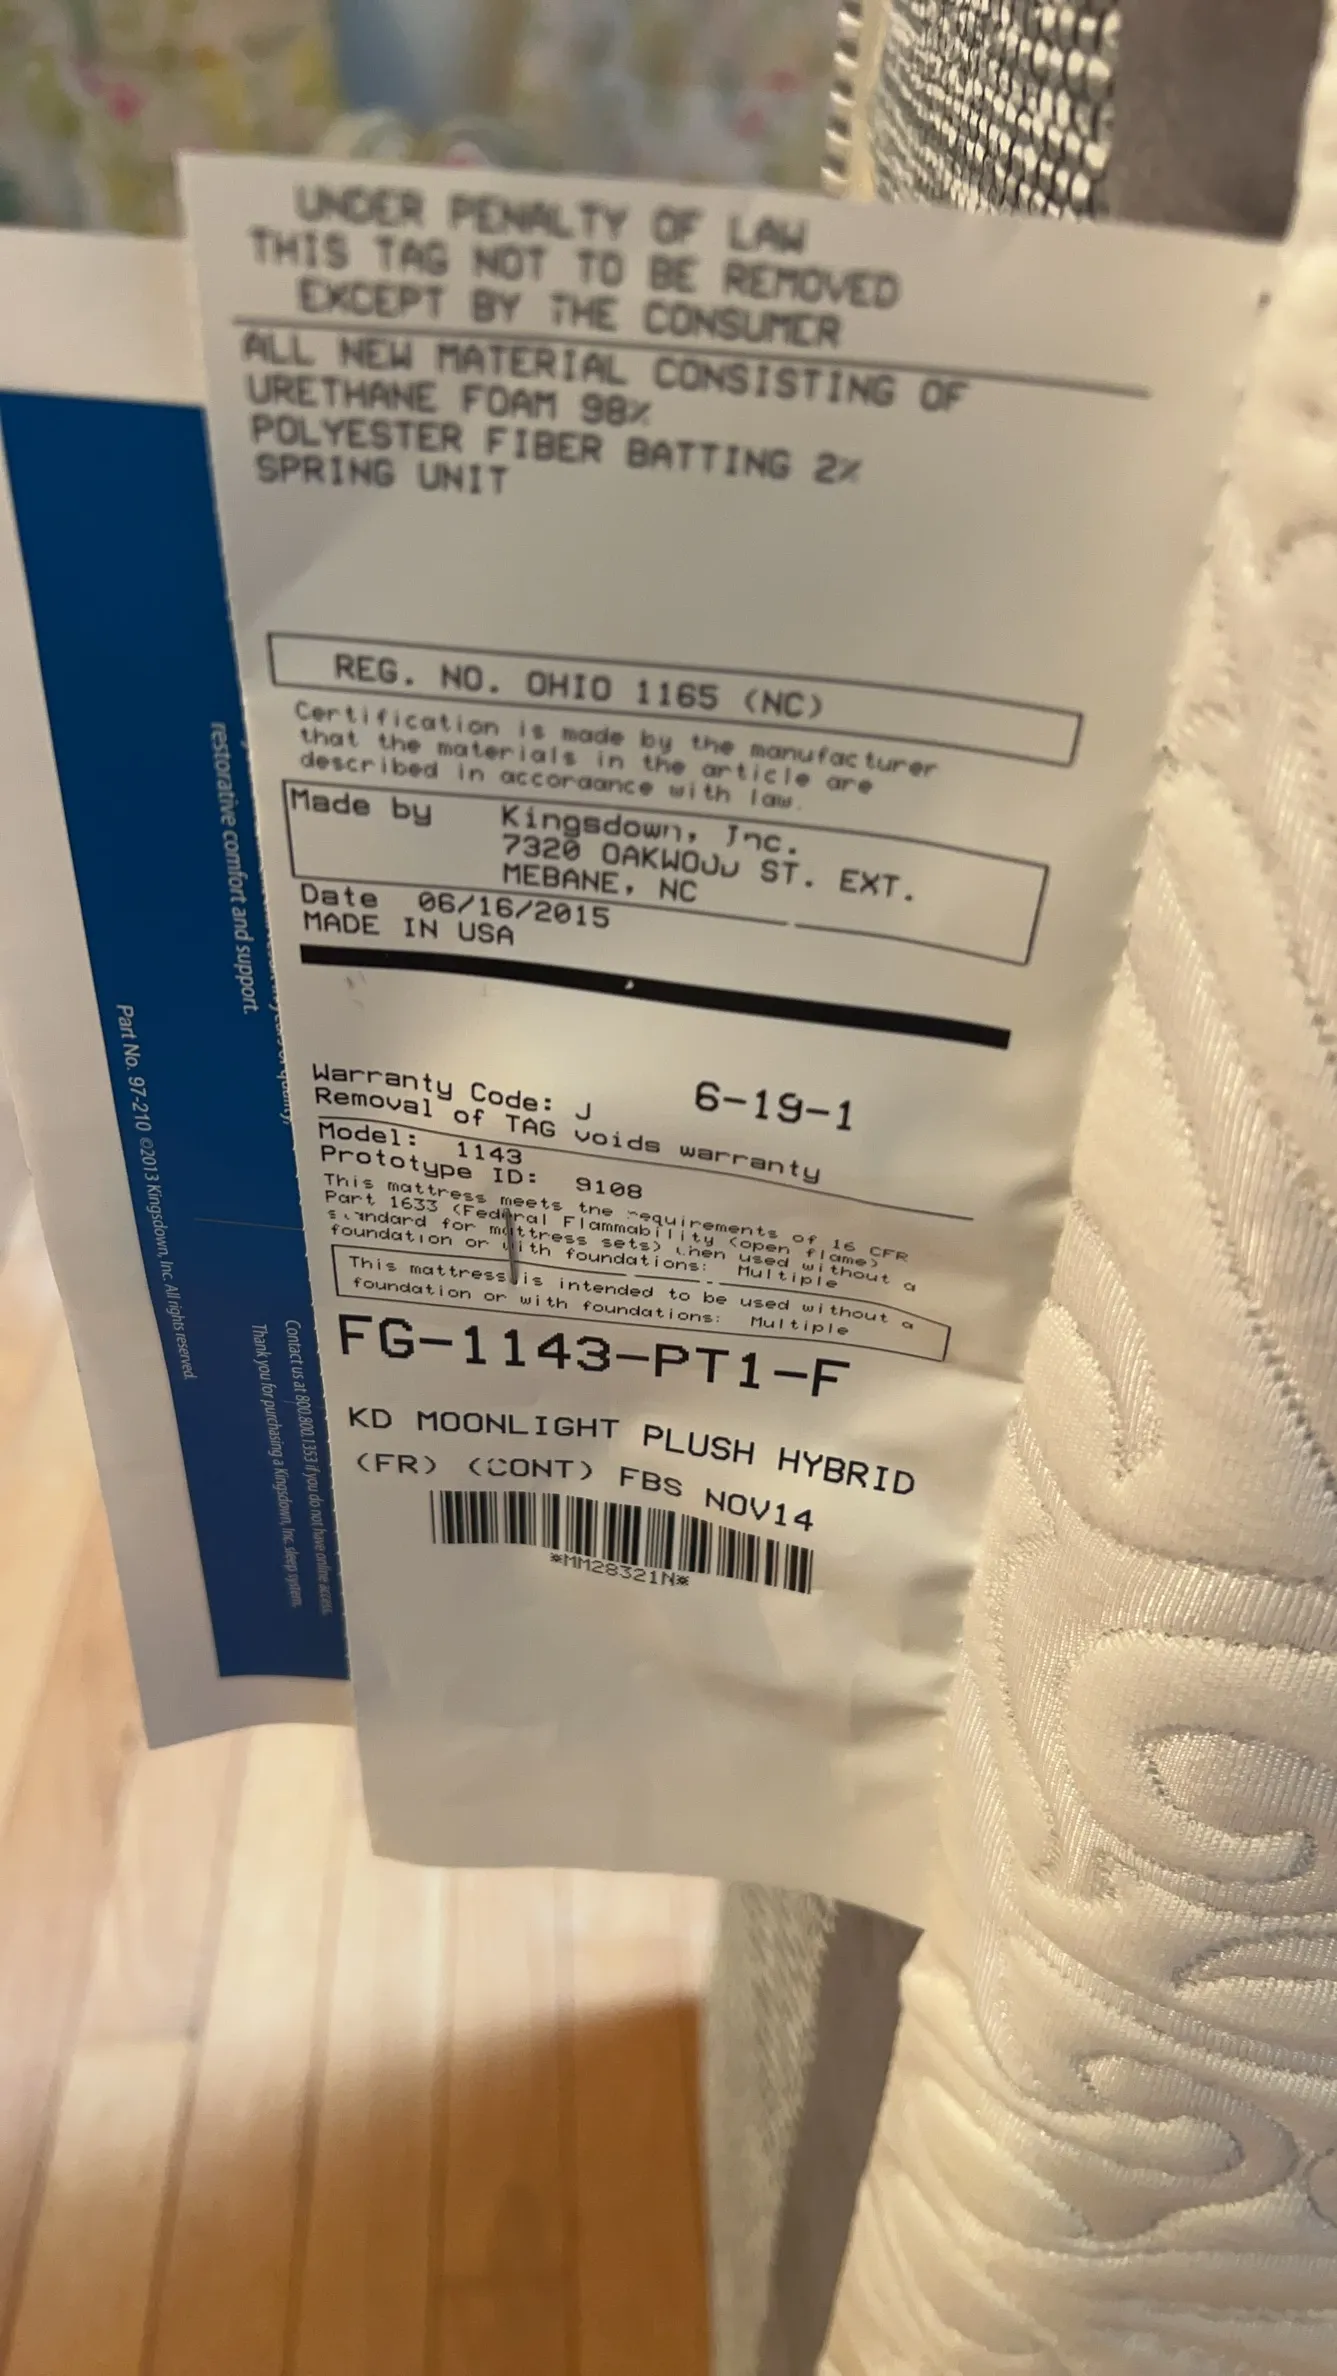 UNDER PENALTY OF LAW
THIS TAG NOT TO BE REMOVED
EXCEPT BY THE CONSUMER
ALL NEW MATERIAL CONSISTING OF
URETHANE FOAM 98%
POLYESTER FIBER BATTING 2%
SPRING UNIT
REG. NO. OHIO 1165 (NC)
Certification is made by the manufacturer
that the materials in the article are
described in accordance with law.
Made by Kingsdown, Inc.
7320 OAKWOOD ST. EXT.
MEBANE, NC
Date 06/16/2015
MADE IN USA
Warranty Code: J 6-19-1
Removal of TAG voids warranty
Model: 1143
Prototype ID: 9108
This mattress meets the requirements of 16 CFR
Part 1633 (Federal Flammability (open flame)
standard for mattress sets) when used without a
foundation or with foundations: Multiple
This mattress is intended to be used without a
foundation or with foundations: Multiple
FG-1143-PT1-F
KD MOONLIGHT PLUSH HYBRID
(FR) (CONT) FBS NOV14
*MM28321N*
restorative comfort and support.
Contact us at 800.800.1353 if you do not have online access.
Thank you for purchasing a Kingsdown, Inc. sleep system.
Part No. 97-210 ©2013 Kingsdown, Inc. All rights reserved.